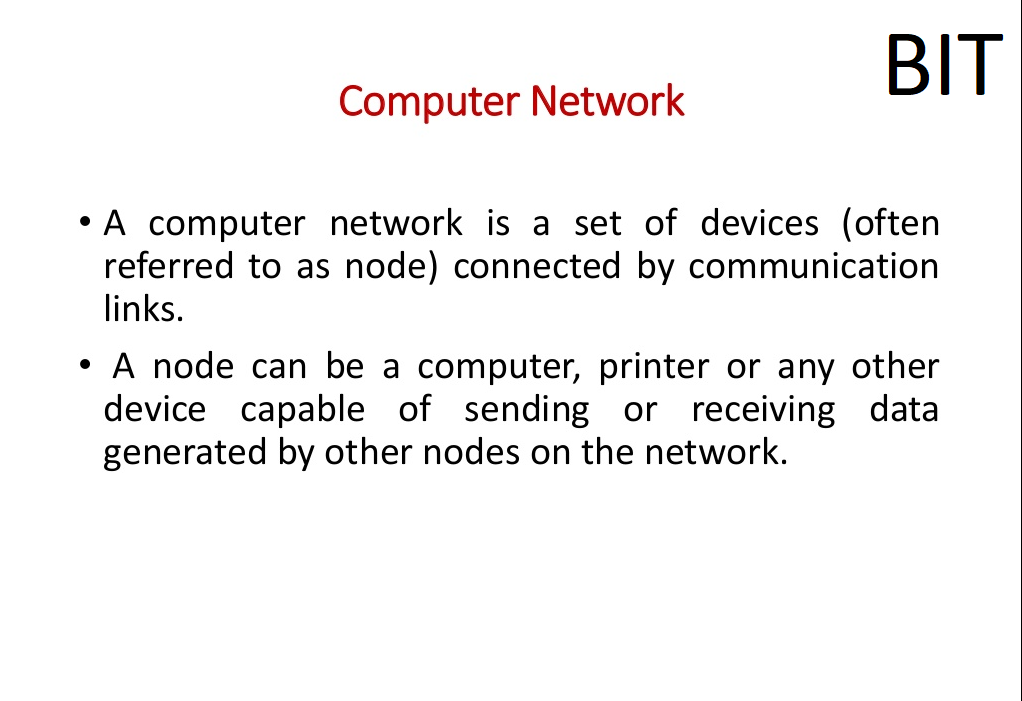 BIT
Computer Network
• A computer network is a set of devices (often
referred to as node) connected by communication
links.
• A node can be a computer, printer or any other
device capable of sending or receiving data
generated by other nodes on the network.